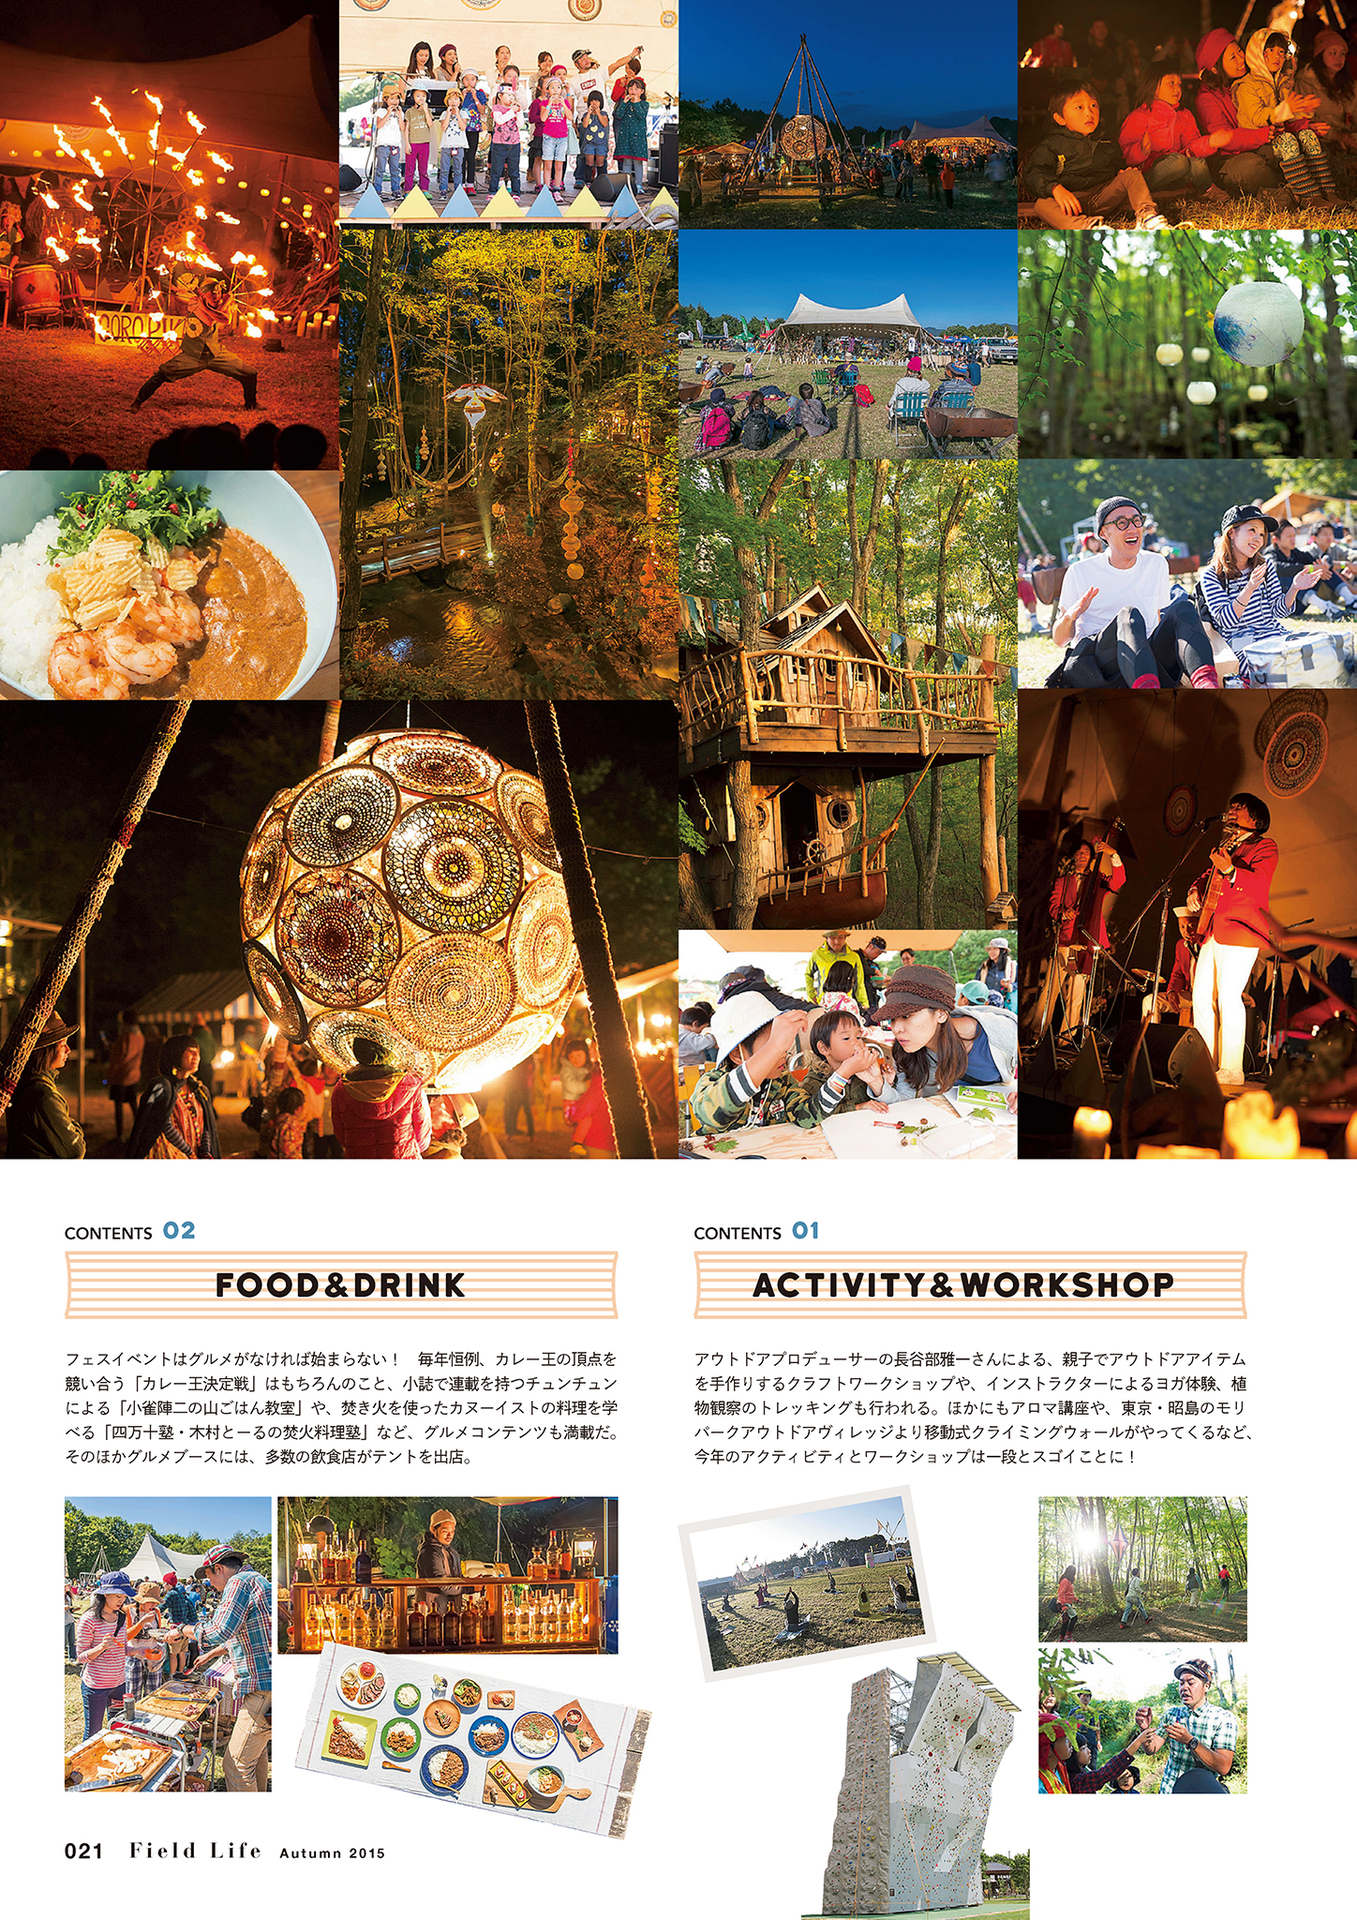 CONTENTS 02
FOOD&DRINK
フェスイベントはグルメがなければ始まらない！　毎年恒例、カレー王の頂点を
競い合う「カレー王決定戦」はもちろんのこと、小誌で連載を持つチュンチュン
による「小雀陣二の山ごはん教室」や、焚き火を使ったカヌーイストの料理を学
べる「四万十塾・木村とーるの焚火料理塾」など、グルメコンテンツも満載だ。
そのほかグルメブースには、多数の飲食店がテントを出店。
CONTENTS 01
ACTIVITY&WORKSHOP
アウトドアプロデューサーの長谷部雅一さんによる、親子でアウトドアアイテム
を手作りするクラフトワークショップや、インストラクターによるヨガ体験、植
物観察のトレッキングも行われる。ほかにもアロマ講座や、東京・昭島のモリ
パークアウトドアヴィレッジより移動式クライミングウォールがやってくるなど、
今年のアクティビティとワークショップは一段とスゴイことに！
021 Field Life Autumn 2015